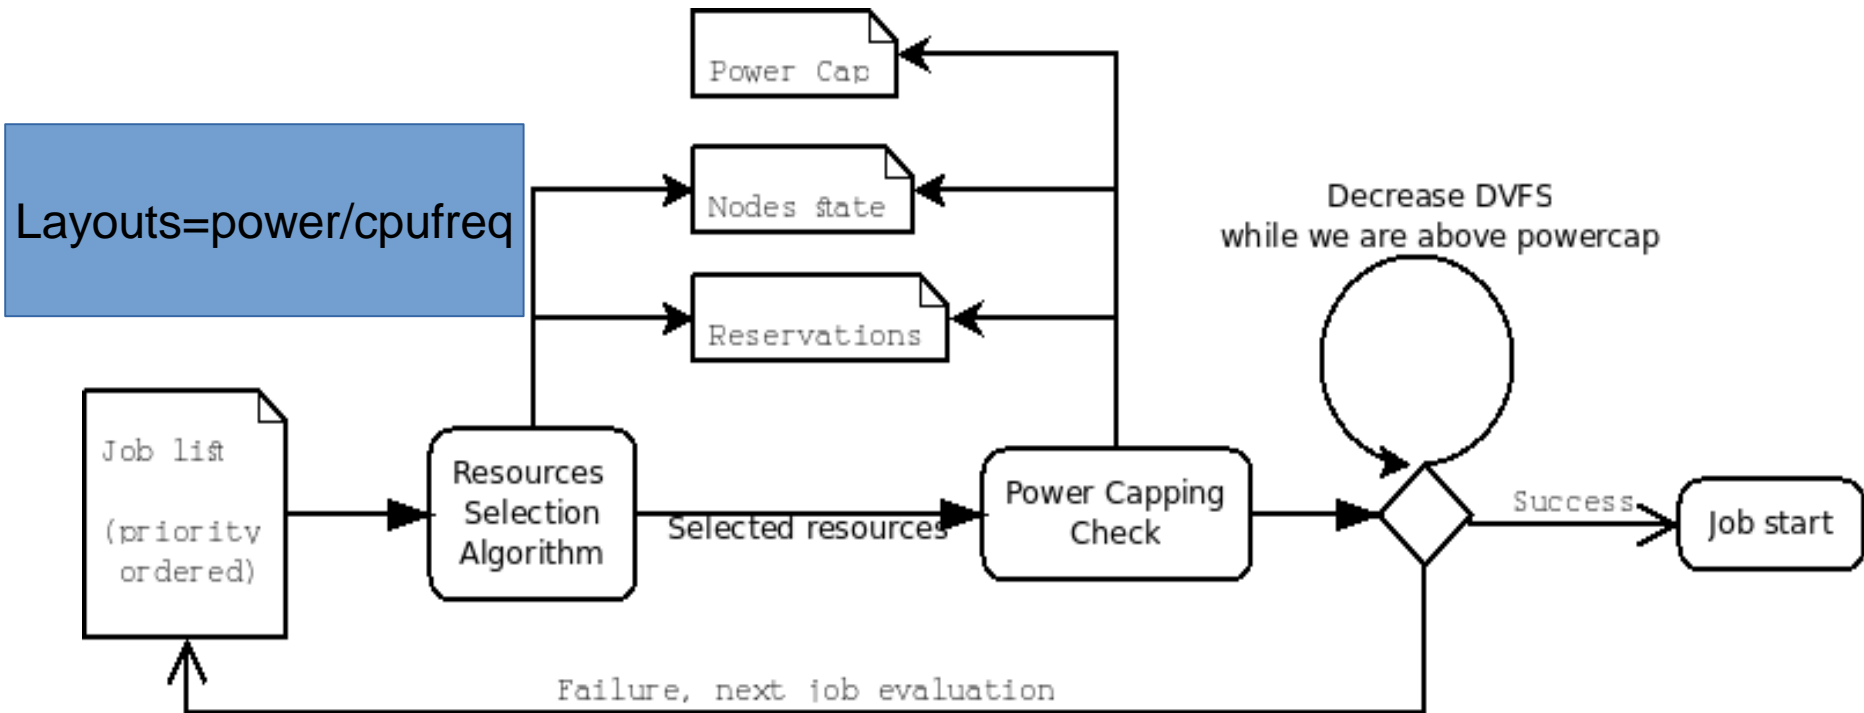 Power Cap
Layouts=power/cpufreq
Nodes state
Decrease DVFS
while we are above powercap
Reservations
Job list
(priority
ordered)
Resources
Selection
Algorithm
Selected resources
Power Capping
Check
Success
Job start
Failure, next job evaluation